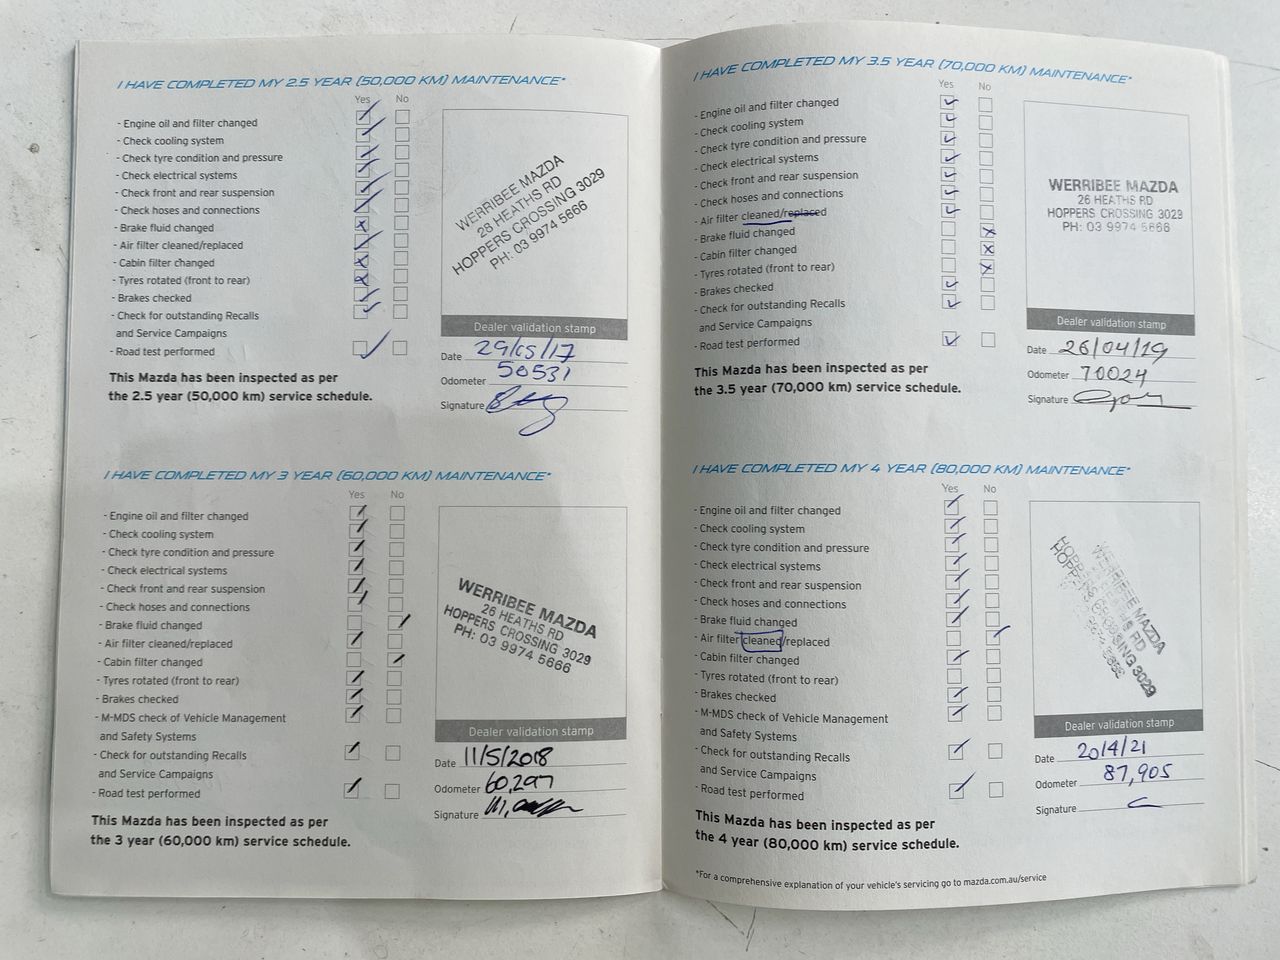 I HAVE COMPLETED MY 2.5 YEAR (50,000 KM) MAINTENANCE*
Yes No
- Engine oil and filter changed
- Check cooling system
- Check tyre condition and pressure
- Check electrical systems
- Check front and rear suspension
- Check hoses and connections
- Brake fluid changed
- Air filter cleaned/replaced
- Cabin filter changed
- Tyres rotated (front to rear)
- Brakes checked
- Check for outstanding Recalls
and Service Campaigns
- Road test performed
This Mazda has been inspected as per
the 2.5 year (50,000 km) service schedule.
WERRIBEE MAZDA
26 HEATHS RD
HOPPERS CROSSING 3029
PH: 03 9974 5666
Dealer validation stamp
Date 29/05/17
Odometer 50531
Signature
I HAVE COMPLETED MY 3 YEAR (60,000 KM) MAINTENANCE*
Yes No
- Engine oil and filter changed
- Check cooling system
- Check tyre condition and pressure
- Check electrical systems
- Check front and rear suspension
- Check hoses and connections
- Brake fluid changed
- Air filter cleaned/replaced
- Cabin filter changed
- Tyres rotated (front to rear)
- Brakes checked
- M-MDS check of Vehicle Management
and Safety Systems
- Check for outstanding Recalls
and Service Campaigns
- Road test performed
This Mazda has been inspected as per
the 3 year (60,000 km) service schedule.
WERRIBEE MAZDA
26 HEATHS RD
HOPPERS CROSSING 3029
PH: 03 9974 5666
Dealer validation stamp
Date 11/5/2018
Odometer 60,297
Signature
I HAVE COMPLETED MY 3.5 YEAR (70,000 KM) MAINTENANCE*
Yes No
- Engine oil and filter changed
- Check cooling system
- Check tyre condition and pressure
- Check electrical systems
- Check front and rear suspension
- Check hoses and connections
- Air filter cleaned/replaced
- Brake fluid changed
- Cabin filter changed
- Tyres rotated (front to rear)
- Brakes checked
- Check for outstanding Recalls
and Service Campaigns
- Road test performed
This Mazda has been inspected as per
the 3.5 year (70,000 km) service schedule.
WERRIBEE MAZDA
26 HEATHS RD
HOPPERS CROSSING 3029
PH: 03 9974 5666
Dealer validation stamp
Date 26/04/19
Odometer 70024
Signature
I HAVE COMPLETED MY 4 YEAR (80,000 KM) MAINTENANCE*
Yes No
- Engine oil and filter changed
- Check cooling system
- Check tyre condition and pressure
- Check electrical systems
- Check front and rear suspension
- Check hoses and connections
- Brake fluid changed
- Air filter cleaned/replaced
- Cabin filter changed
- Tyres rotated (front to rear)
- Brakes checked
- M-MDS check of Vehicle Management
and Safety Systems
- Check for outstanding Recalls
and Service Campaigns
- Road test performed
This Mazda has been inspected as per
the 4 year (80,000 km) service schedule.
WERRIBEE MAZDA
HOPPERS CROSSING 3029
Dealer validation stamp
Date 20/4/21
Odometer 87,905
Signature
*For a comprehensive explanation of your vehicle's servicing go to mazda.com.au/service